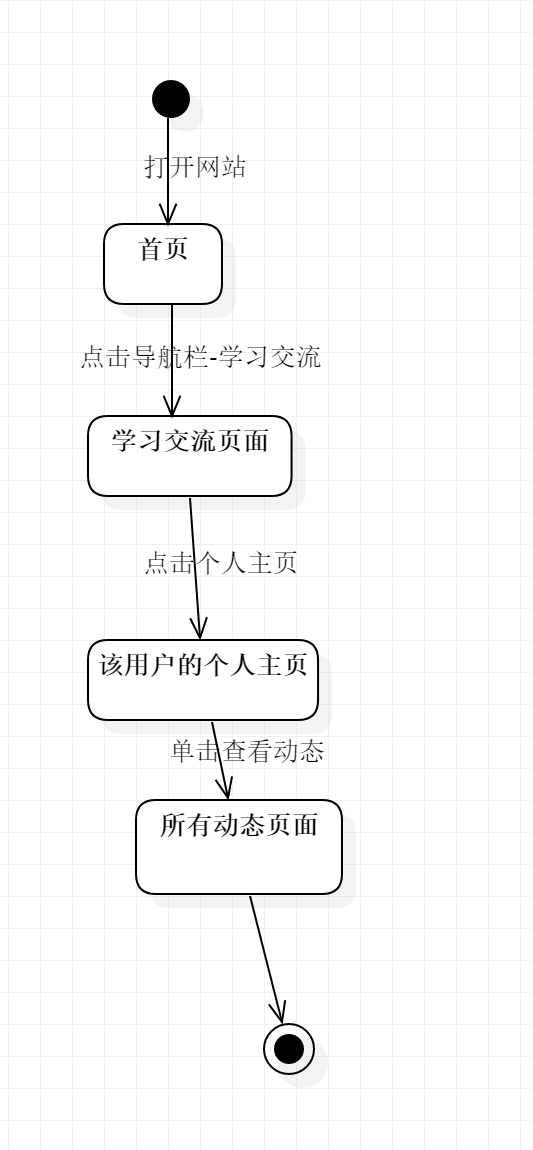 打开网站
首页
点击导航栏-学习交流
学习交流页面
点击个人主页
该用户的个人主页
单击查看动态
所有动态页面